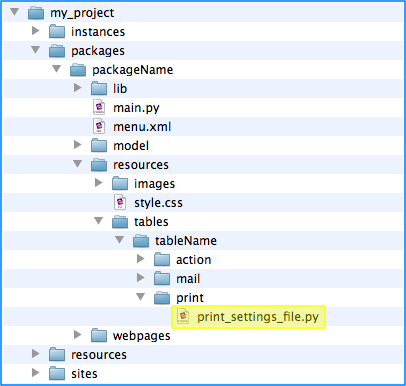 my_project
instances
packages
packageName
lib
main.py
menu.xml
model
resources
images
style.css
tables
tableName
action
mail
print
print_settings_file.py
webpages
resources
sites